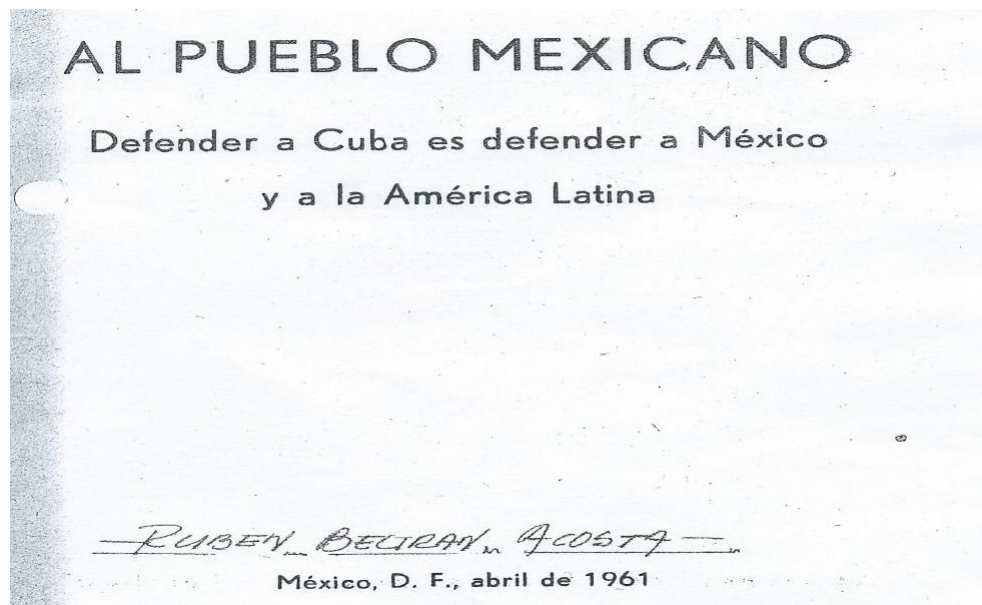 AL PUEBLO MEXICANO
Defender a Cuba es defender a México
y a la América Latina
RUBEN BELTRAN ACOSTA
México, D. F., abril de 1961